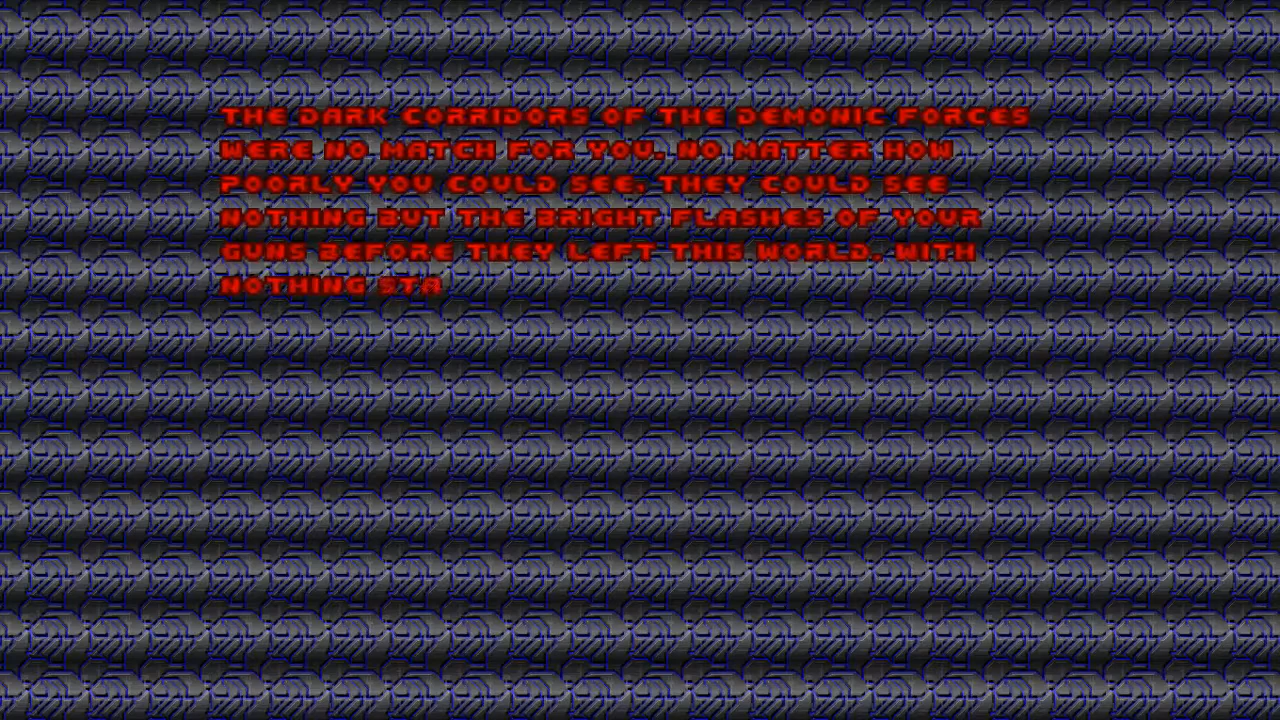 THE DARK CORRIDORS OF THE DEMONIC FORCES
WERE NO MATCH FOR YOU. NO MATTER HOW
POORLY YOU COULD SEE, THEY COULD SEE
NOTHING BUT THE BRIGHT FLASHES OF YOUR
GUNS BEFORE THEY LEFT THIS WORLD. WITH
NOTHING STA